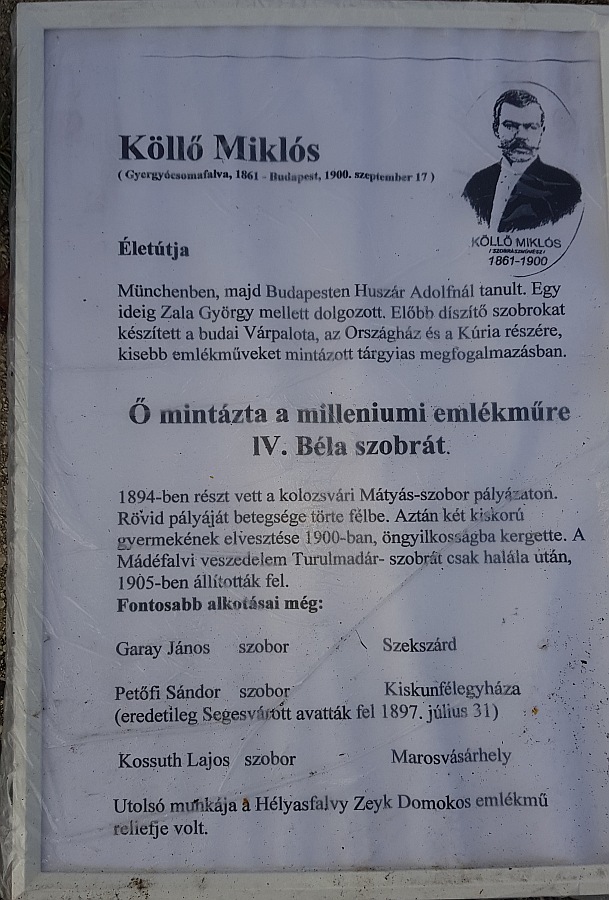 Köllő Miklós
( Gyergyócsomafalva, 1861 - Budapest, 1900. szeptember 17 )
KÖLLŐ MIKLÓS
/ SZOBRÁSZMŰVÉSZ /
1861-1900
Életútja
Münchenben, majd Budapesten Huszár Adolfnál tanult. Egy
ideig Zala György mellett dolgozott. Előbb díszítő szobrokat
készített a budai Várpalota, az Országház és a Kúria részére,
kisebb emlékműveket mintázott tárgyias megfogalmazásban.
Ő mintázta a milleniumi emlékműre
IV. Béla szobrát.
1894-ben részt vett a kolozsvári Mátyás-szobor pályázaton.
Rövid pályáját betegsége törte félbe. Aztán két kiskorú
gyermekének elvesztése 1900-ban, öngyilkosságba kergette. A
Mádéfalvi veszedelem Turulmadár- szobrát csak halála után,
1905-ben állították fel.
Fontosabb alkotásai még:
Garay János szobor Szekszárd
Petőfi Sándor szobor Kiskunfélegyháza
(eredetileg Segesvárott avatták fel 1897. július 31)
Kossuth Lajos szobor Marosvásárhely
Utolsó munkája a Hélyasfalvy Zeyk Domokos emlékmű
reliefje volt.